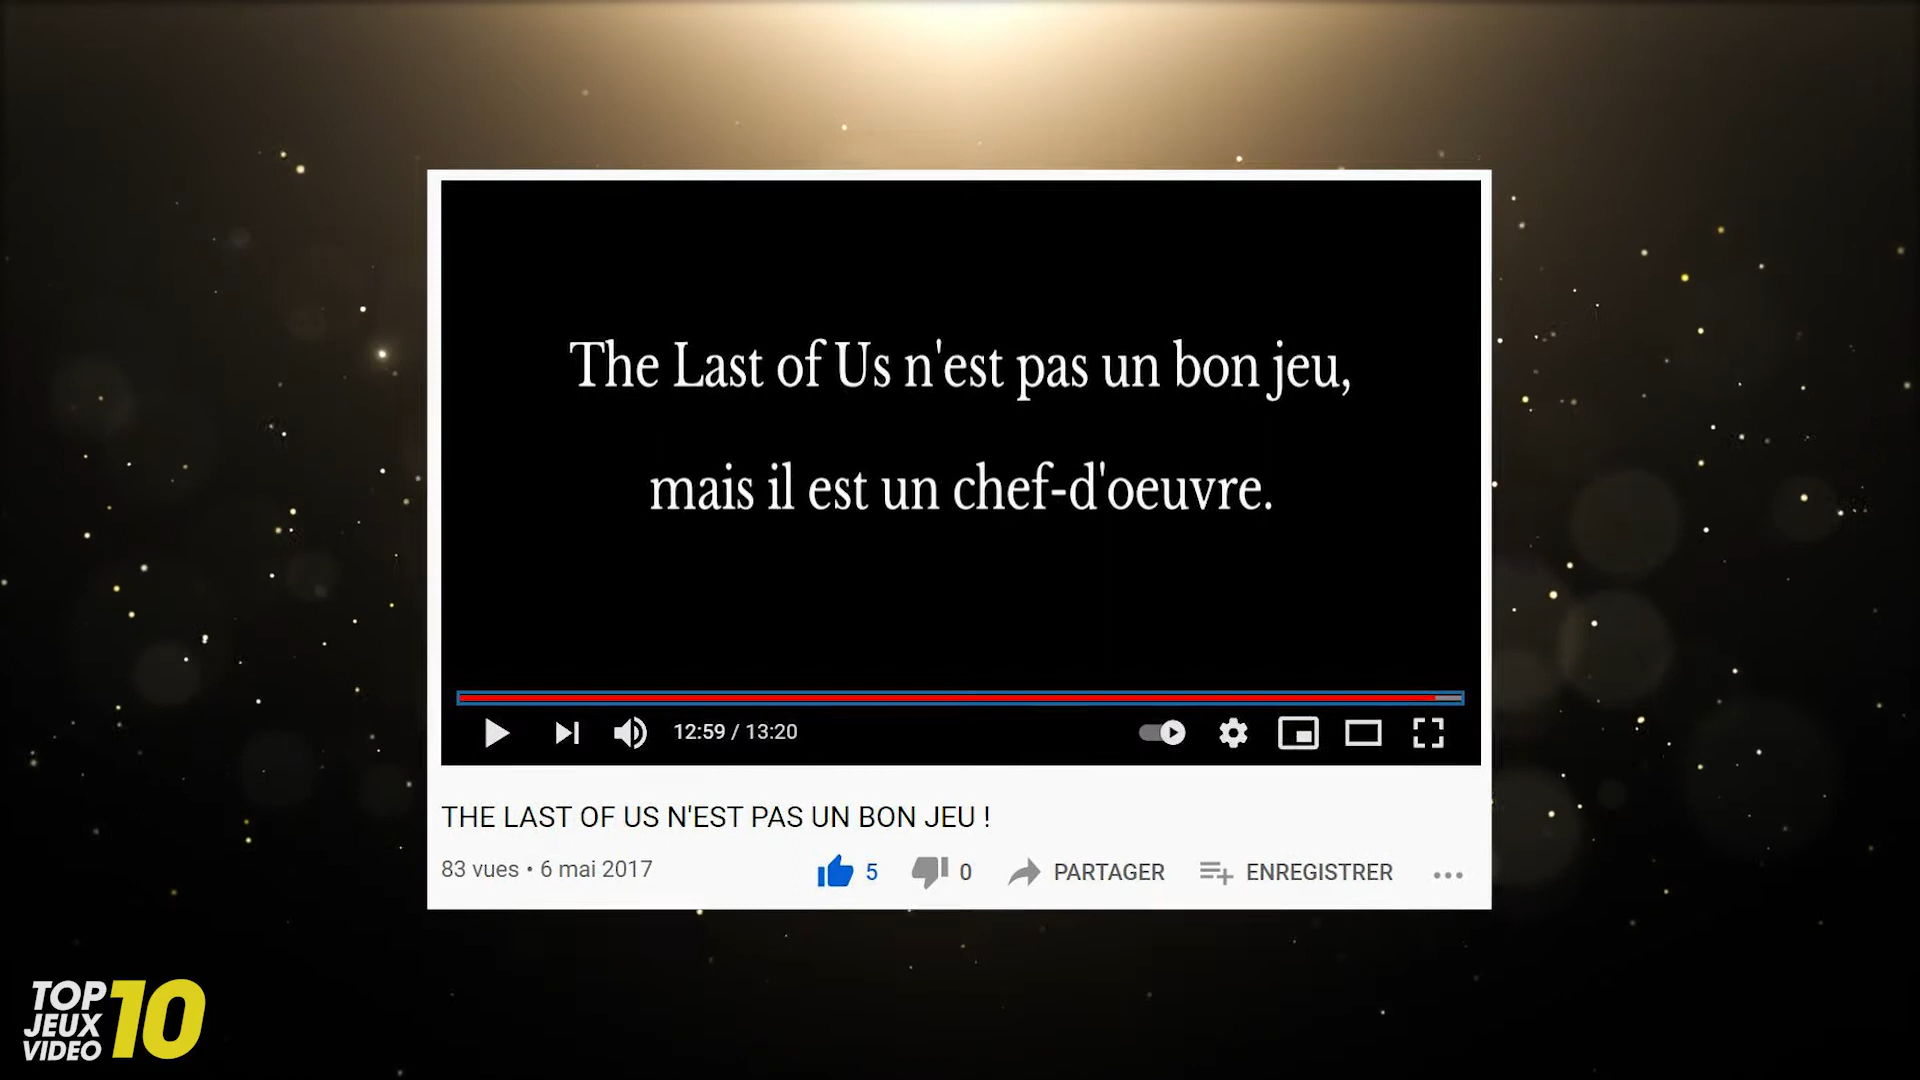 The Last of Us n'est pas un bon jeu,
mais il est un chef-d'oeuvre.
12:59 / 13:20
THE LAST OF US N'EST PAS UN BON JEU !
83 vues • 6 mai 2017
5
0
PARTAGER
ENREGISTRER
TOP
JEUX
VIDEO
10